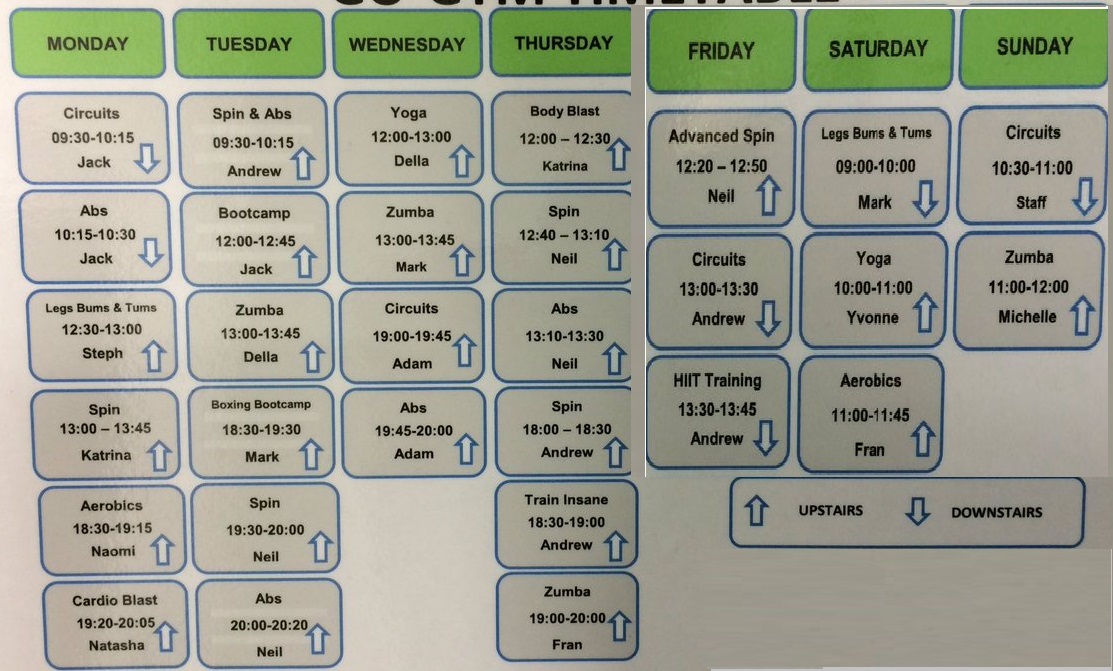 MONDAY
Circuits
09:30-10:15
Jack
Abs
10:15-10:30
Jack
Legs Bums & Tums
12:30-13:00
Steph
Spin
13:00 – 13:45
Katrina
Aerobics
18:30-19:15
Naomi
Cardio Blast
19:20-20:05
Natasha
TUESDAY
Spin & Abs
09:30-10:15
Andrew
Bootcamp
12:00-12:45
Jack
Zumba
13:00-13:45
Della
Boxing Bootcamp
18:30-19:30
Mark
Spin
19:30-20:00
Neil
Abs
20:00-20:20
Neil
WEDNESDAY
Yoga
12:00-13:00
Della
Zumba
13:00-13:45
Mark
Circuits
19:00-19:45
Adam
Abs
19:45-20:00
Adam
THURSDAY
Body Blast
12:00 – 12:30
Katrina
Spin
12:40 – 13:10
Neil
Abs
13:10-13:30
Neil
Spin
18:00 – 18:30
Andrew
Train Insane
18:30-19:00
Andrew
Zumba
19:00-20:00
Fran
FRIDAY
Advanced Spin
12:20 – 12:50
Neil
Circuits
13:00-13:30
Andrew
HIIT Training
13:30-13:45
Andrew
SATURDAY
Legs Bums & Tums
09:00-10:00
Mark
Yoga
10:00-11:00
Yvonne
Aerobics
11:00-11:45
Fran
SUNDAY
Circuits
10:30-11:00
Staff
Zumba
11:00-12:00
Michelle
UPSTAIRS
DOWNSTAIRS